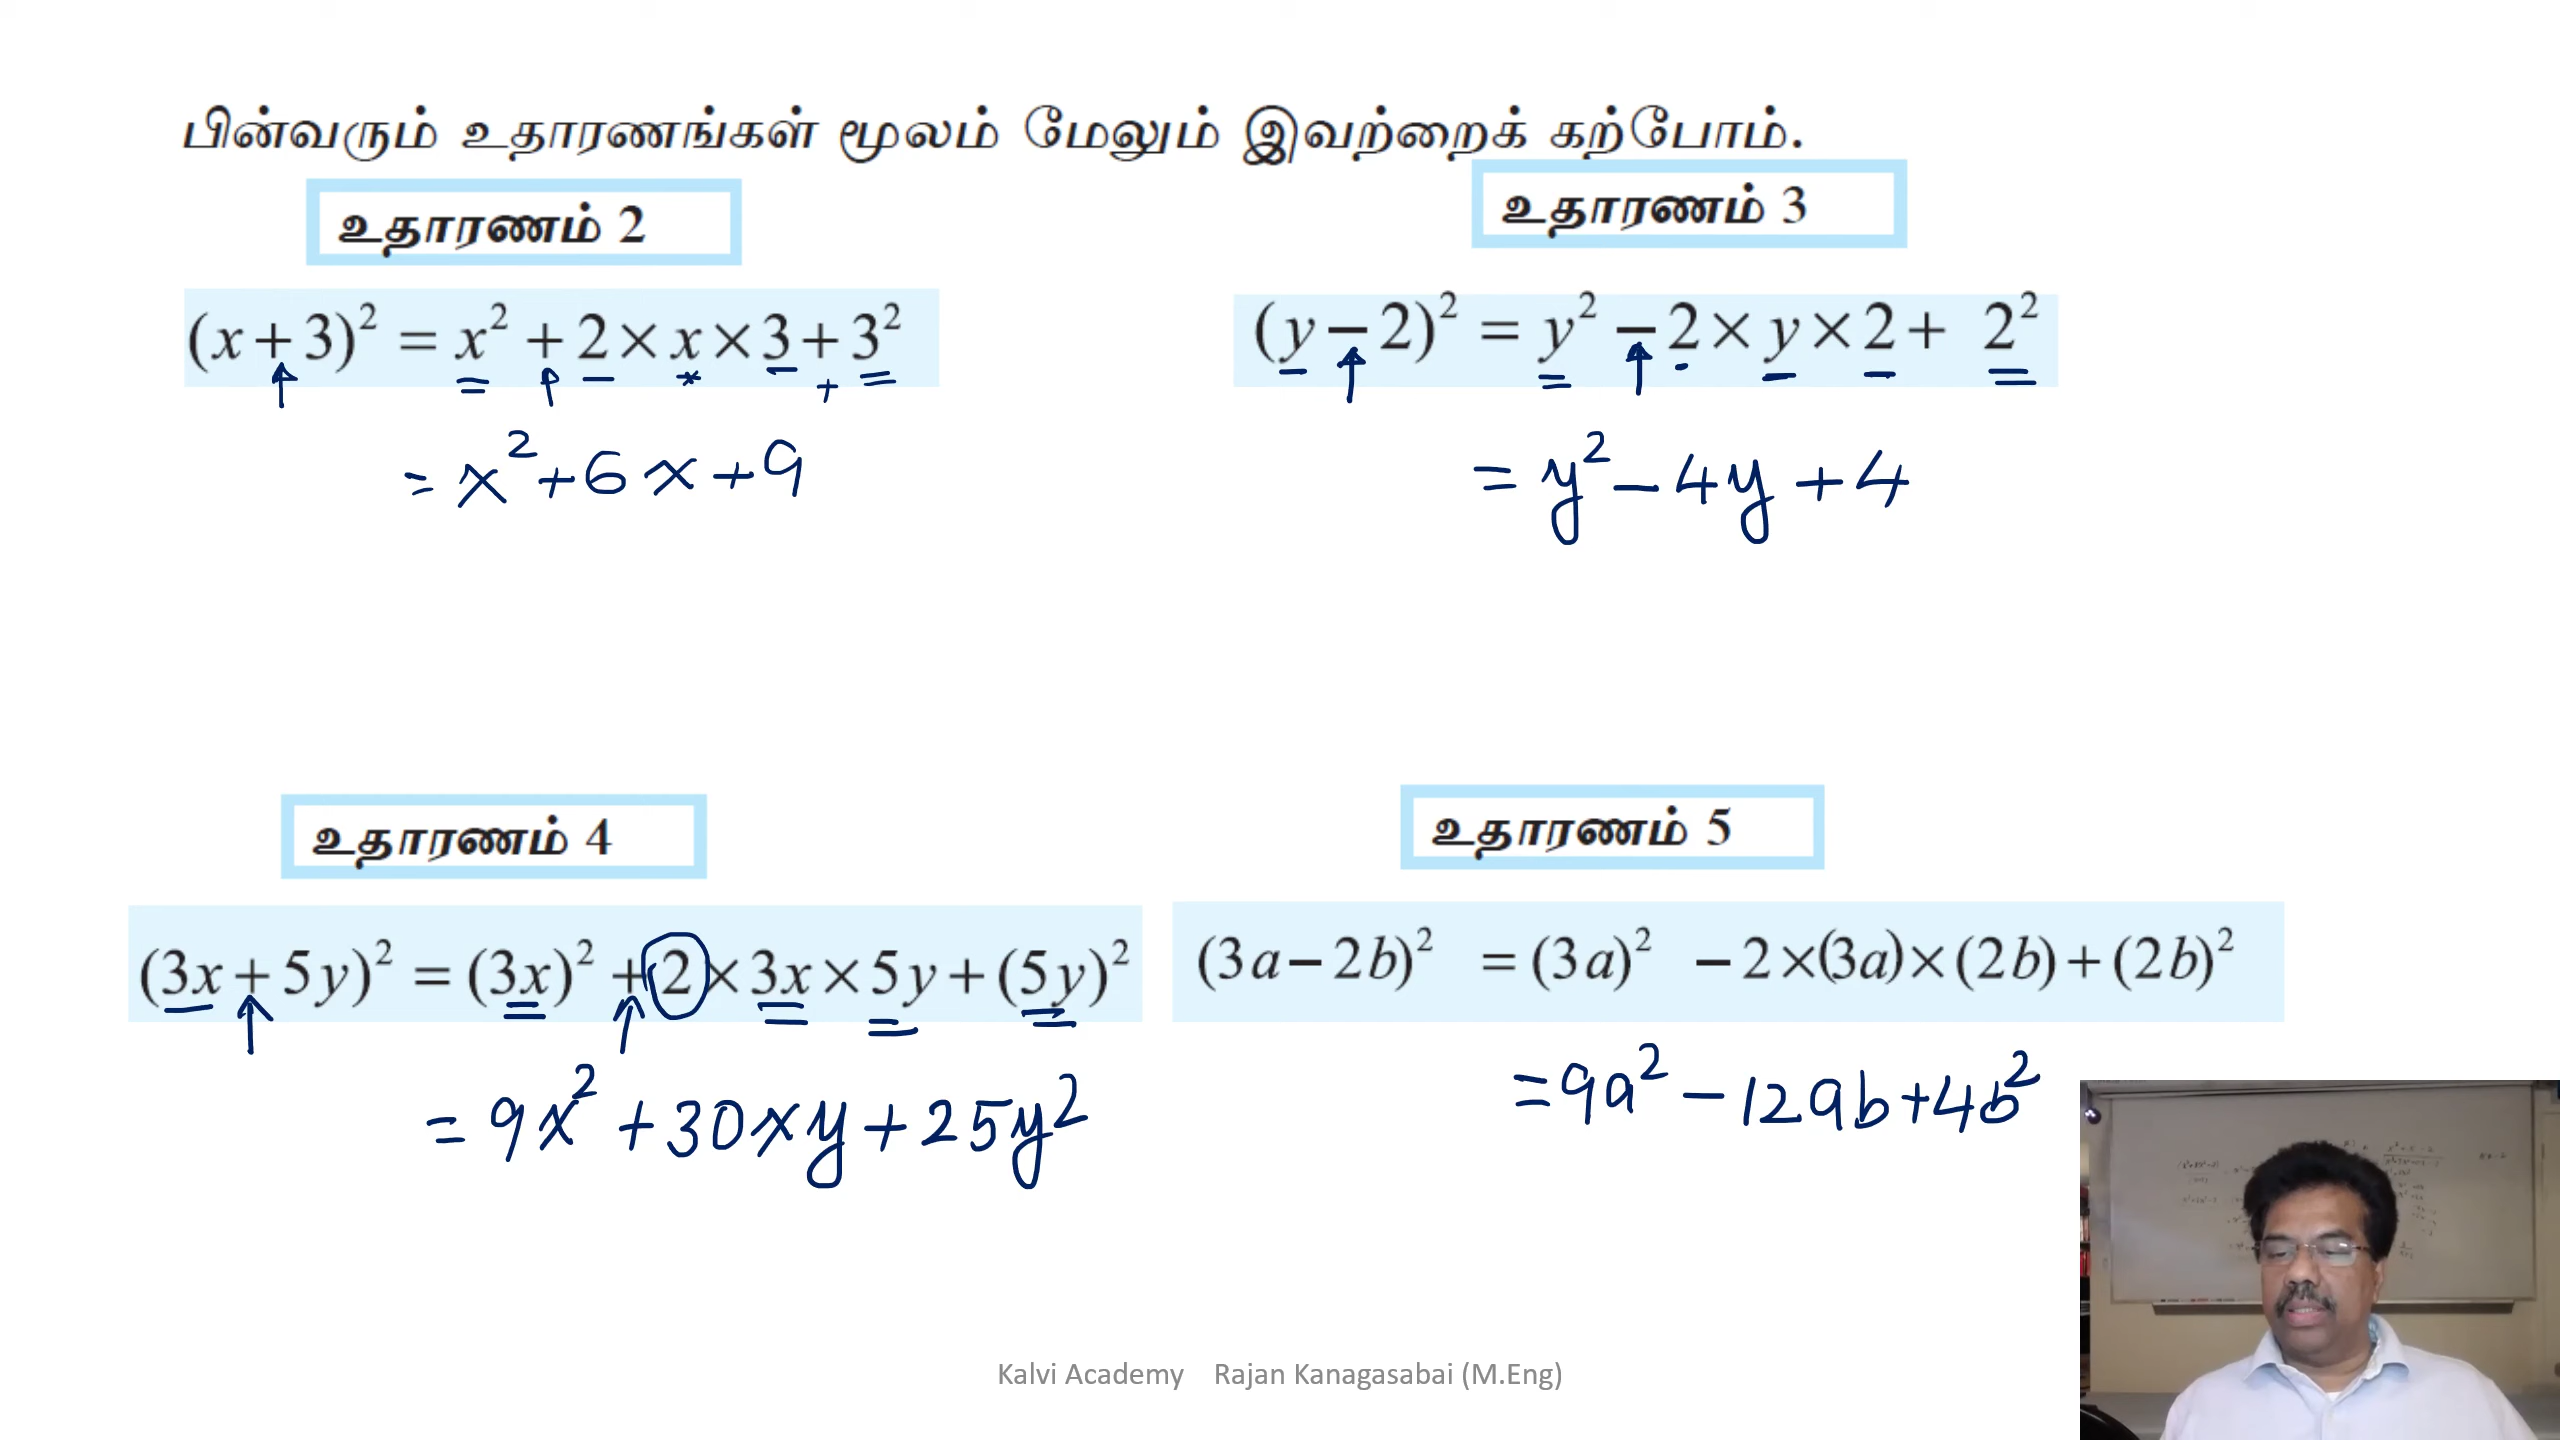 பின்வரும் உதாரணங்கள் மூலம் மேலும் இவற்றைக் கற்போம்.
உதாரணம் 2
(x + 3)² = x² + 2 × x × 3 + 3²
= x² + 6x + 9
உதாரணம் 3
(y − 2)² = y² − 2 × y × 2 + 2²
= y² − 4y + 4
உதாரணம் 4
(3x + 5y)² = (3x)² + 2 × 3x × 5y + (5y)²
= 9x² + 30xy + 25y²
உதாரணம் 5
(3a − 2b)² = (3a)² − 2 × (3a) × (2b) + (2b)²
= 9a² − 12ab + 4b²
Kalvi Academy Rajan Kanagasabai (M.Eng)